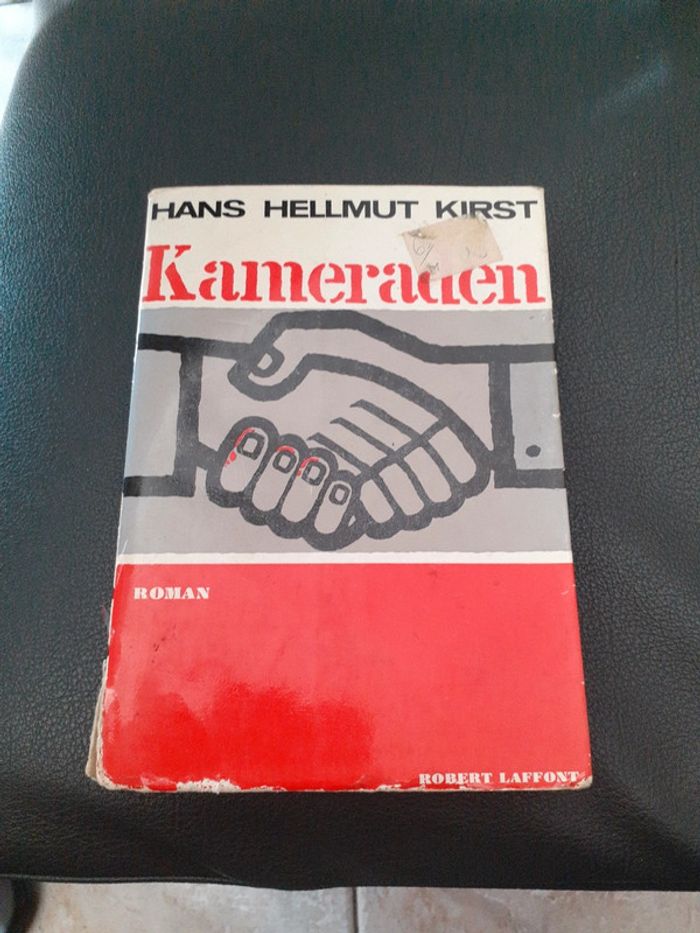 HANS HELLMUT KIRST
Kameraden
ROMAN
ROBERT LAFFONT